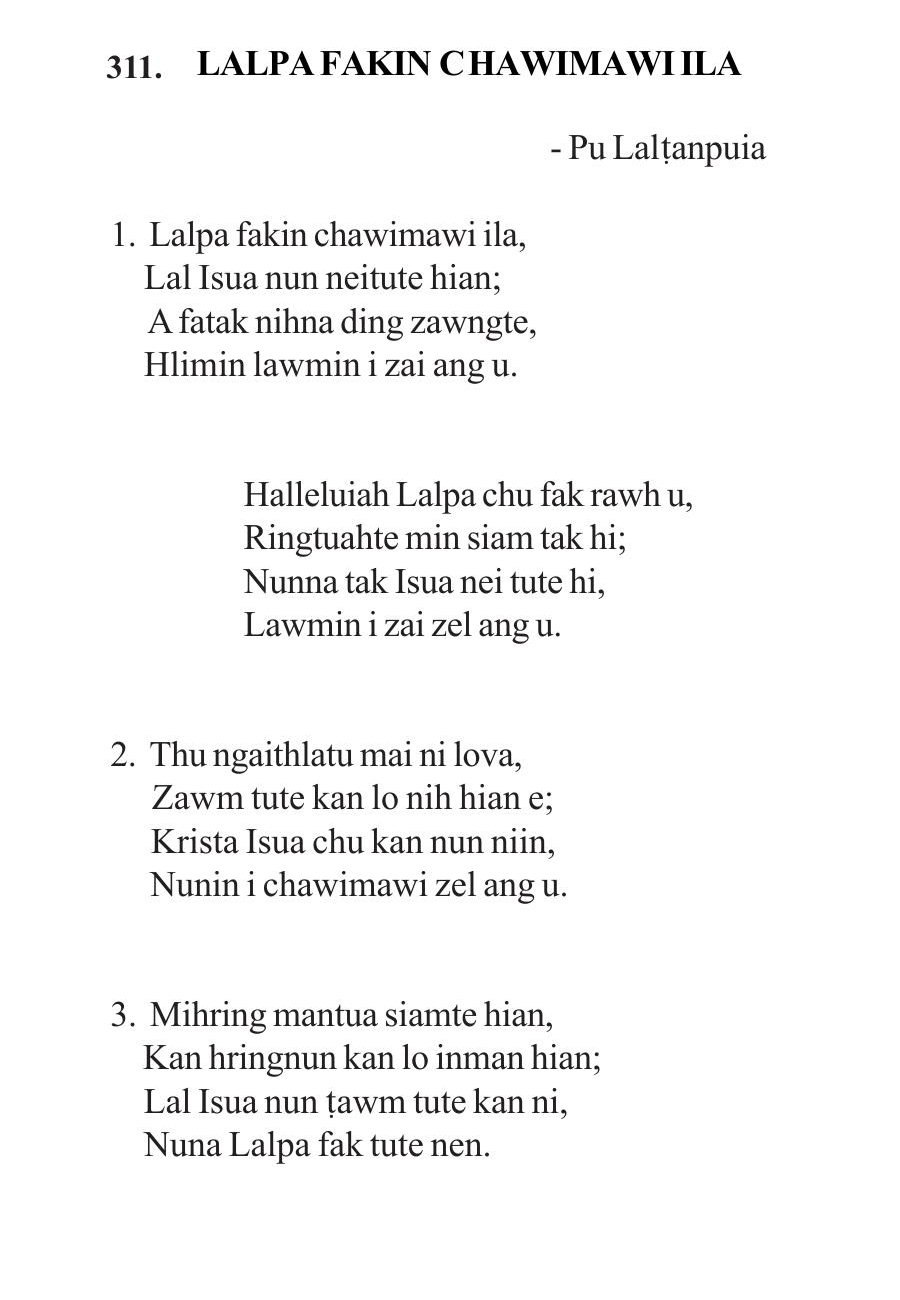 311. LALPA FAKIN CHAWIMAWI ILA
- Pu Lalṭanpuia
1. Lalpa fakin chawimawi ila,
Lal Isua nun neitute hian;
A fatak nihna ding zawngte,
Hlimin lawmin i zai ang u.
Halleluiah Lalpa chu fak rawh u,
Ringtuahte min siam tak hi;
Nunna tak Isua nei tute hi,
Lawmin i zai zel ang u.
2. Thu ngaithlatu mai ni lova,
Zawm tute kan lo nih hian e;
Krista Isua chu kan nun niin,
Nunin i chawimawi zel ang u.
3. Mihring mantua siamte hian,
Kan hringnun kan lo inman hian;
Lal Isua nun ṭawm tute kan ni,
Nuna Lalpa fak tute nen.